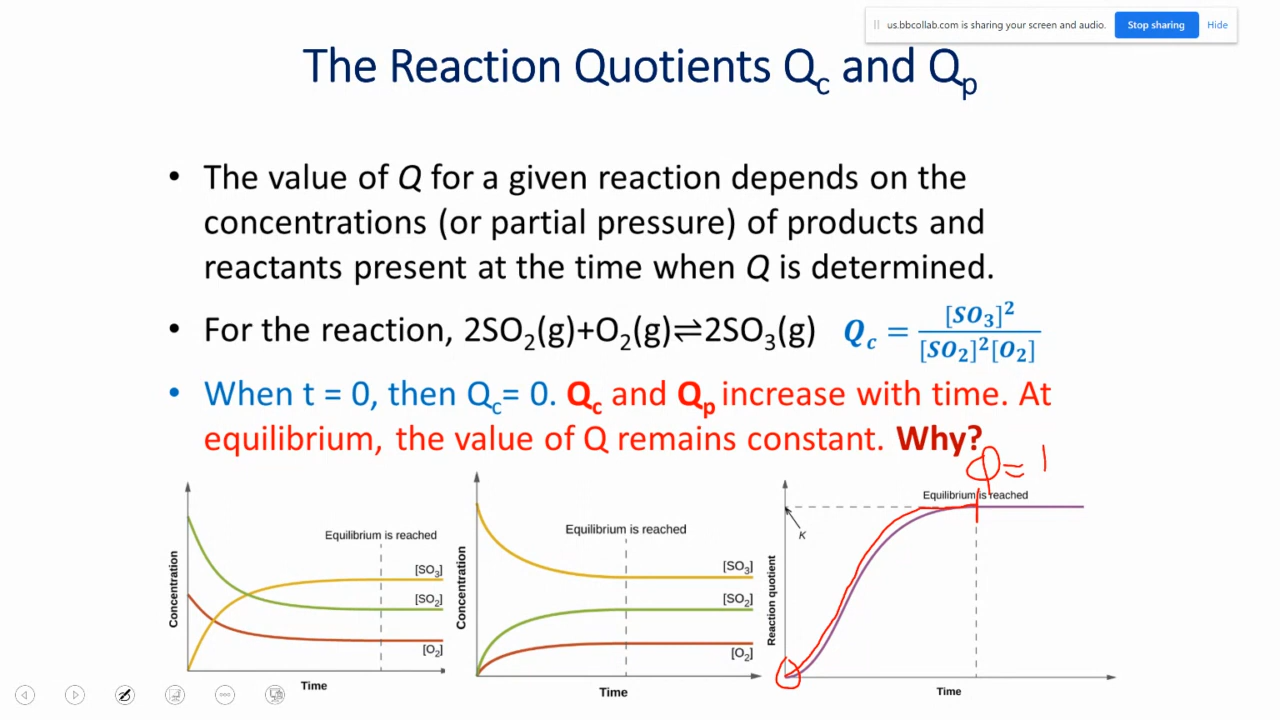 us.bbcollab.com is sharing your screen and audio. Stop sharing Hide
The Reaction Quotients Qc and Qp
• The value of Q for a given reaction depends on the
concentrations (or partial pressure) of products and
reactants present at the time when Q is determined.
• For the reaction, 2SO₂(g)+O₂(g)⇌2SO₃(g) Qc = [SO₃]² / [SO₂]²[O₂]
• When t = 0, then Qc= 0. Qc and Qp increase with time. At
equilibrium, the value of Q remains constant. Why?
Equilibrium is reached
[SO₃]
[SO₂]
[O₂]
Concentration
Time
Equilibrium is reached
[SO₃]
[SO₂]
[O₂]
Concentration
Time
Equilibrium is reached
K
Reaction quotient
Time